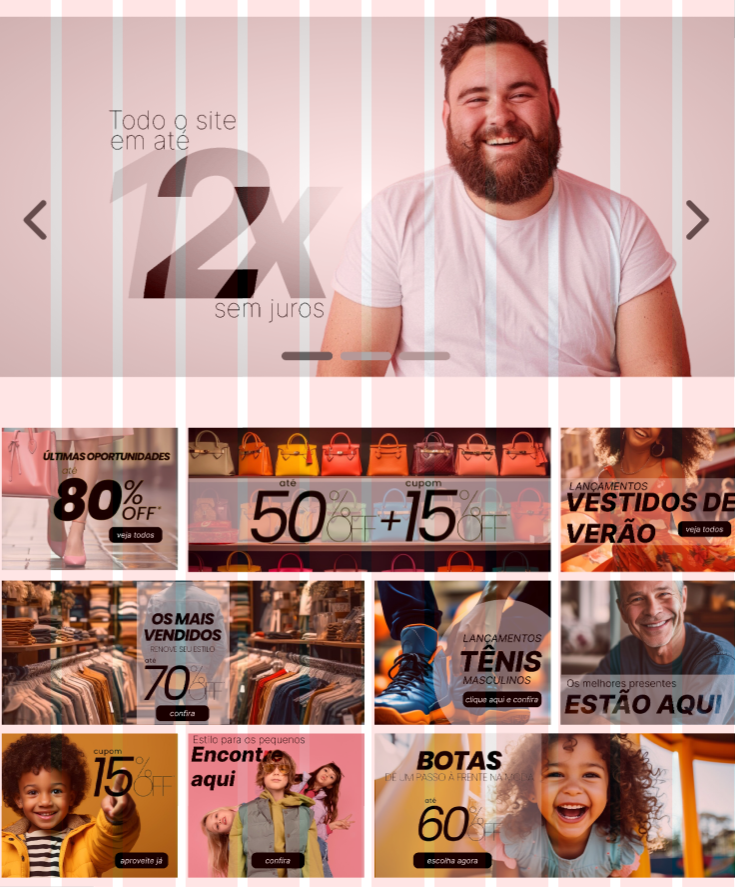 Todo o site
em até
12x
sem juros
ÚLTIMAS OPORTUNIDADES
até
80%
OFF*
veja todos
até
cupom
50%
OFF
+15%
OFF
LANÇAMENTOS
VESTIDOS DE
VERÃO
veja todos
OS MAIS
VENDIDOS
RENOVE SEU ESTILO
até
70%
OFF
confira
LANÇAMENTOS
TÊNIS
MASCULINOS
clique aqui e confira
Os melhores presentes
ESTÃO AQUI
cupom
15%
OFF
aproveite já
Estilo para os pequenos
Encontre
aqui
confira
BOTAS
DÊ UM PASSO À FRENTE NA MODA
até
60%
OFF
escolha agora